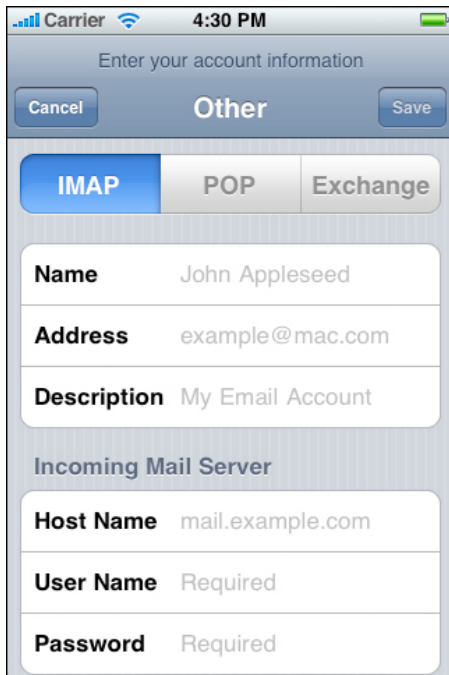 Carrier 4:30 PM
Enter your account information
Cancel Other Save
IMAP POP Exchange
Name John Appleseed
Address example@mac.com
Description My Email Account
Incoming Mail Server
Host Name mail.example.com
User Name Required
Password Required